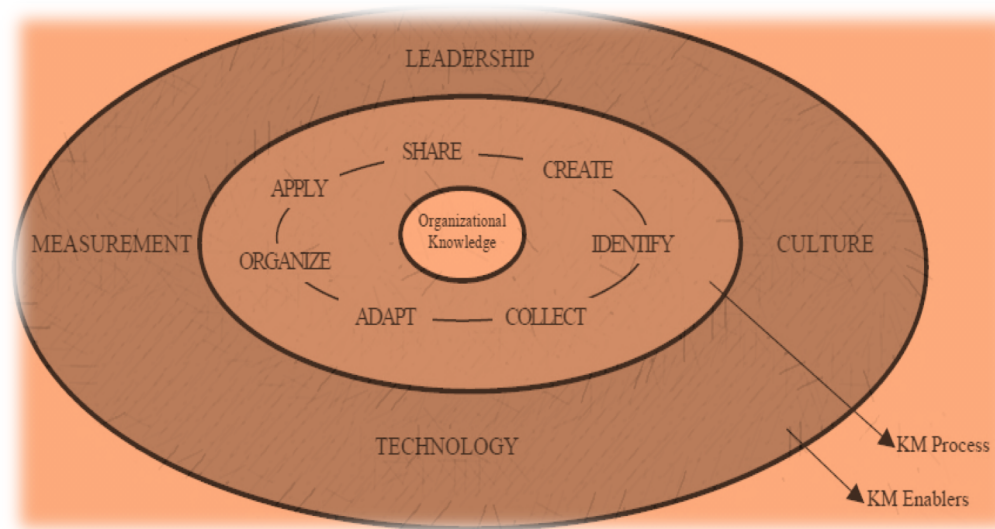 LEADERSHIP
SHARE
CREATE
APPLY
Organizational
Knowledge
MEASUREMENT
IDENTIFY
CULTURE
ORGANIZE
ADAPT
COLLECT
TECHNOLOGY
KM Process
KM Enablers